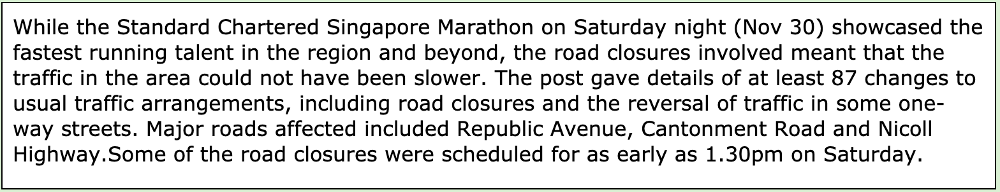 While the Standard Chartered Singapore Marathon on Saturday night (Nov 30) showcased the
fastest running talent in the region and beyond, the road closures involved meant that the
traffic in the area could not have been slower. The post gave details of at least 87 changes to
usual traffic arrangements, including road closures and the reversal of traffic in some one-
way streets. Major roads affected included Republic Avenue, Cantonment Road and Nicoll
Highway.Some of the road closures were scheduled for as early as 1.30pm on Saturday.